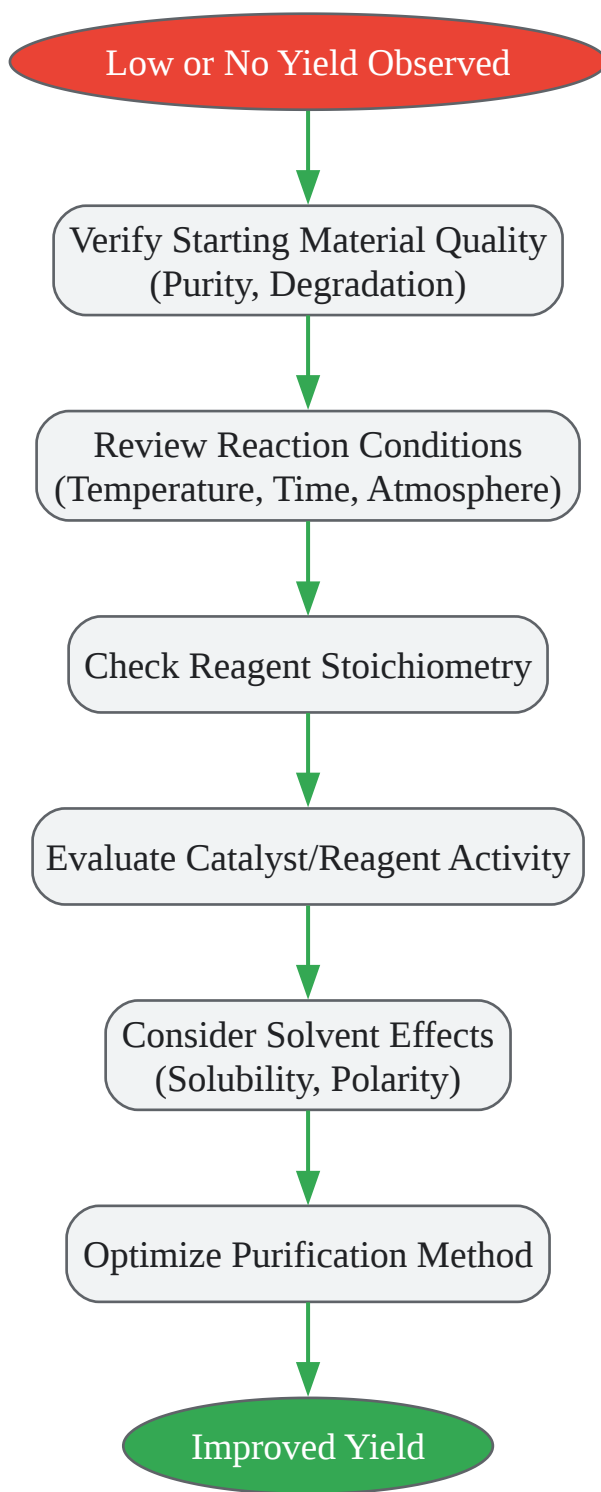 Low or No Yield Observed
Verify Starting Material Quality
(Purity, Degradation)
Review Reaction Conditions
(Temperature, Time, Atmosphere)
Check Reagent Stoichiometry
Evaluate Catalyst/Reagent Activity
Consider Solvent Effects
(Solubility, Polarity)
Optimize Purification Method
Improved Yield